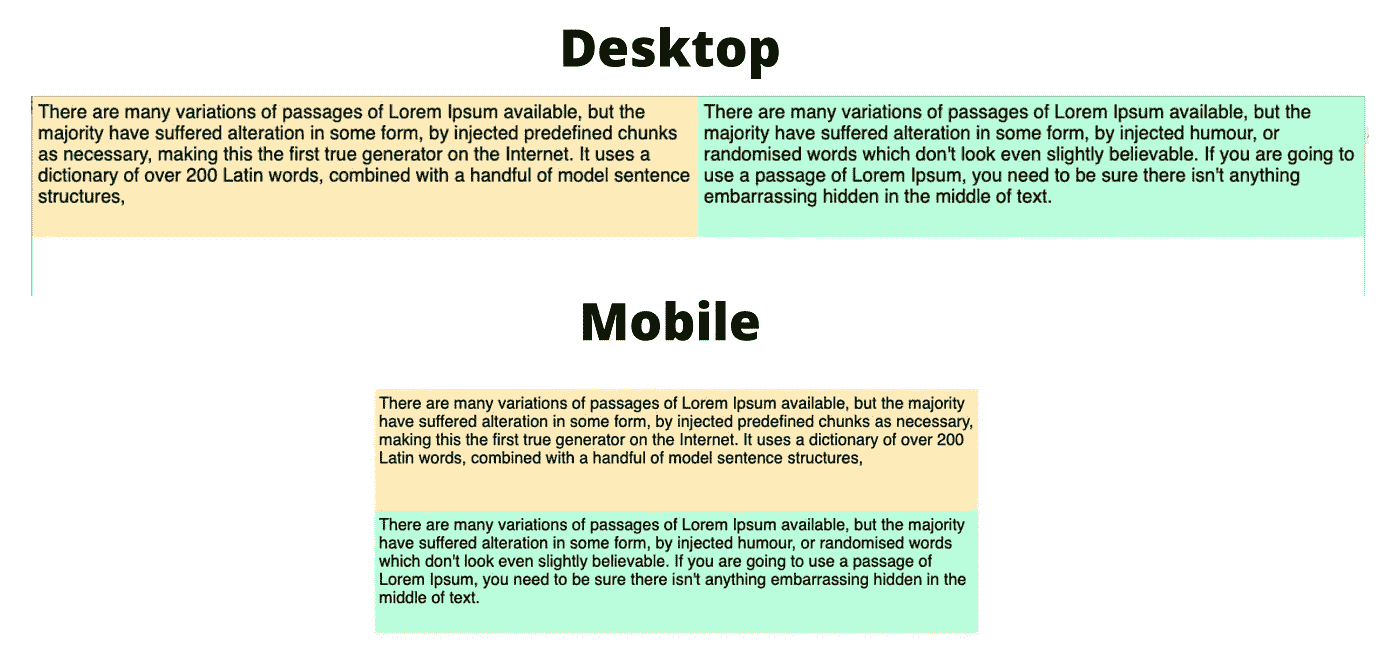 Desktop
There are many variations of passages of Lorem Ipsum available, but the
majority have suffered alteration in some form, by injected predefined chunks
as necessary, making this the first true generator on the Internet. It uses a
dictionary of over 200 Latin words, combined with a handful of model sentence
structures,
There are many variations of passages of Lorem Ipsum available, but the
majority have suffered alteration in some form, by injected humour, or
randomised words which don't look even slightly believable. If you are going to
use a passage of Lorem Ipsum, you need to be sure there isn't anything
embarrassing hidden in the middle of text.
Mobile
There are many variations of passages of Lorem Ipsum available, but the majority
have suffered alteration in some form, by injected predefined chunks as necessary,
making this the first true generator on the Internet. It uses a dictionary of over 200
Latin words, combined with a handful of model sentence structures,
There are many variations of passages of Lorem Ipsum available, but the majority
have suffered alteration in some form, by injected humour, or randomised words
which don't look even slightly believable. If you are going to use a passage of
Lorem Ipsum, you need to be sure there isn't anything embarrassing hidden in the
middle of text.